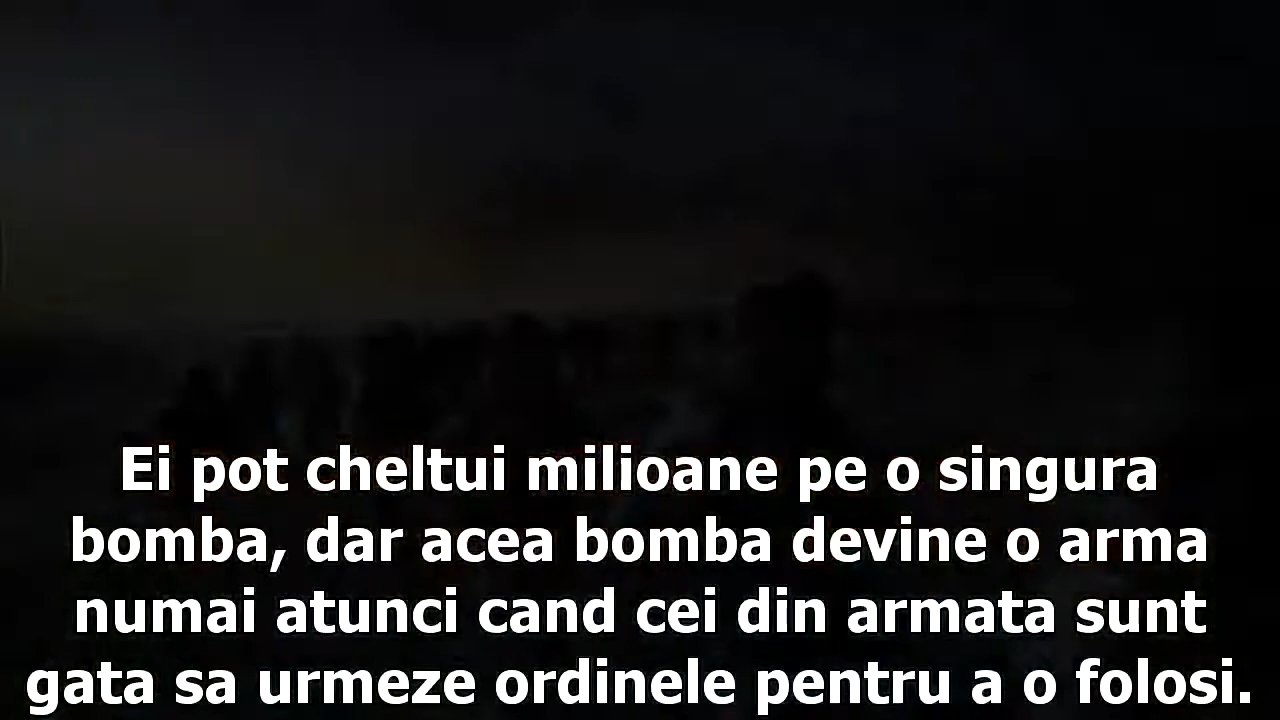 Ei pot cheltui milioane pe o singura
bomba, dar acea bomba devine o arma
numai atunci cand cei din armata sunt
gata sa urmeze ordinele pentru a o folosi.